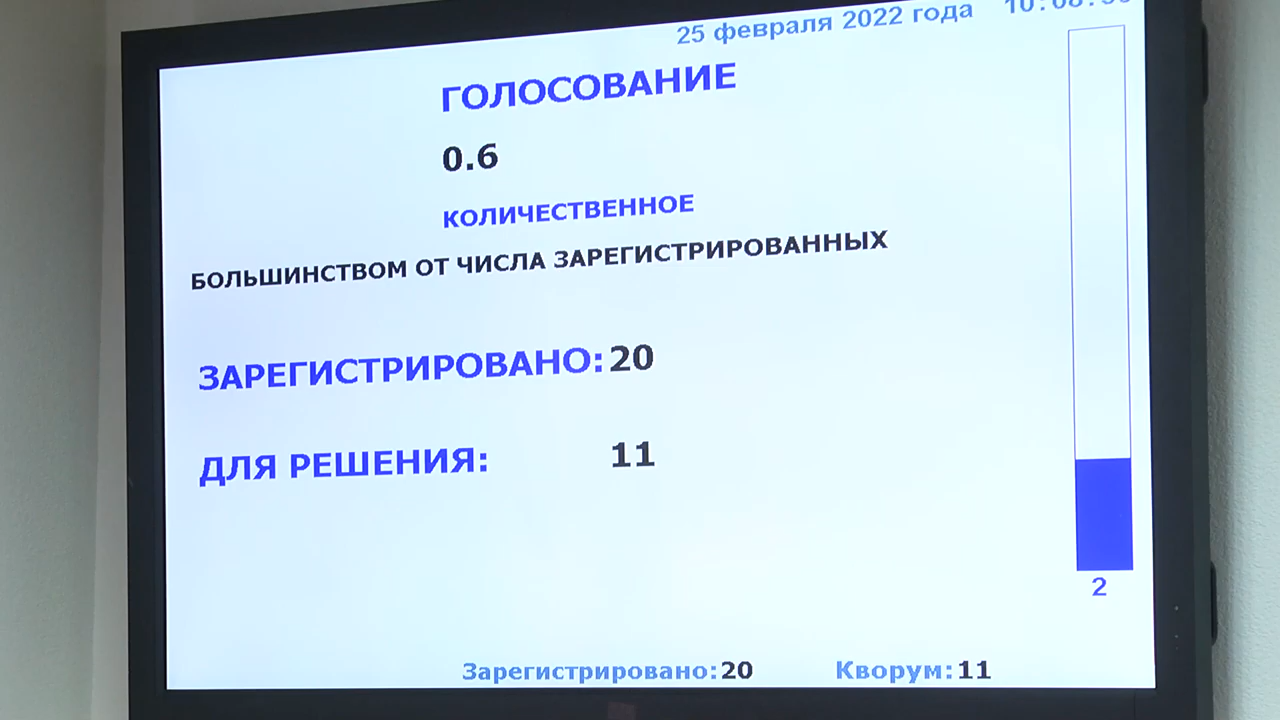 25 февраля 2022 года
ГОЛОСОВАНИЕ
0.6
КОЛИЧЕСТВЕННОЕ
БОЛЬШИНСТВОМ ОТ ЧИСЛА ЗАРЕГИСТРИРОВАННЫХ
ЗАРЕГИСТРИРОВАНО: 20
ДЛЯ РЕШЕНИЯ: 11
2
Зарегистрировано: 20 Кворум: 11